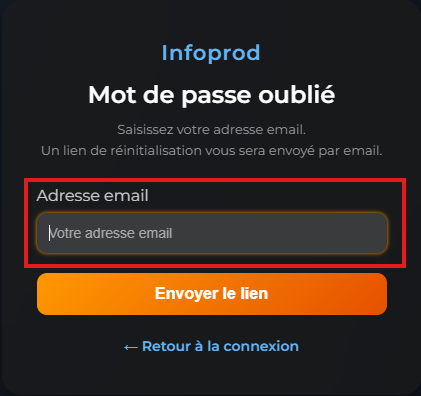 Infoprod
Mot de passe oublié
Saisissez votre adresse email.
Un lien de réinitialisation vous sera envoyé par email.
Adresse email
Votre adresse email
Envoyer le lien
← Retour à la connexion